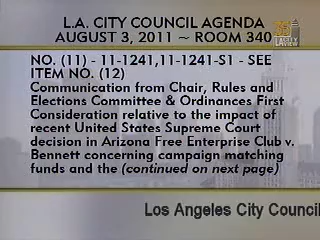 L.A. CITY COUNCIL AGENDA
AUGUST 3, 2011 ~ ROOM 340
NO. (11) - 11-1241,11-1241-S1 - SEE
ITEM NO. (12)
Communication from Chair, Rules and
Elections Committee & Ordinances First
Consideration relative to the impact of
recent United States Supreme Court
decision in Arizona Free Enterprise Club v.
Bennett concerning campaign matching
funds and the (continued on next page)
Los Angeles City Council